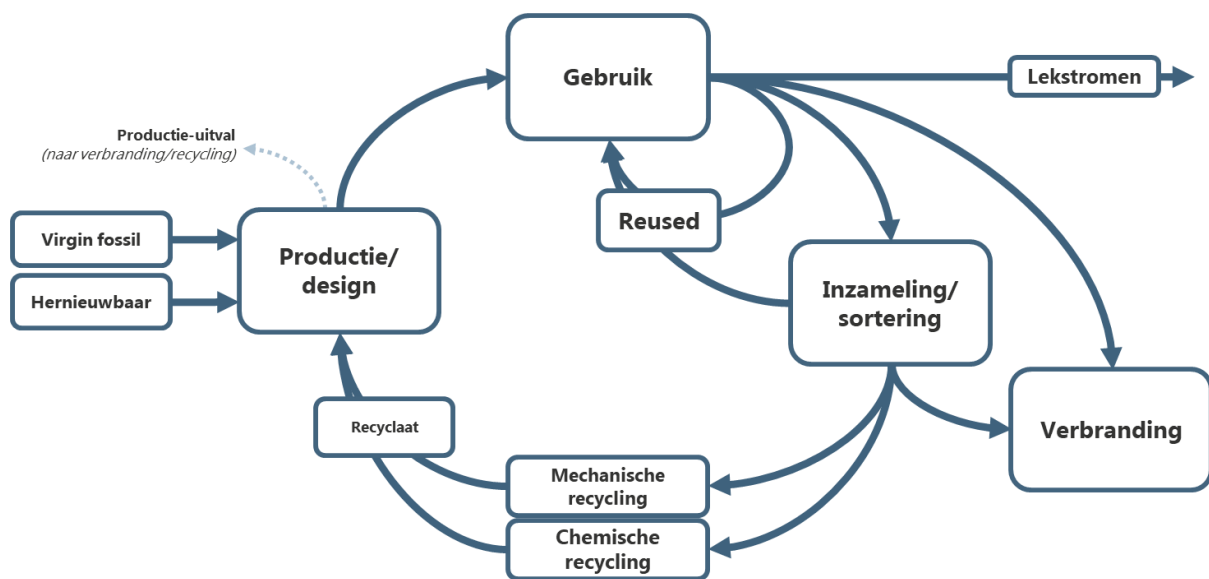 Gebruik
Lekstromen
Productie-uitval
(naar verbranding/recycling)
Reused
Virgin fossil
Productie/
design
Hernieuwbaar
Inzameling/
sortering
Verbranding
Recyclaat
Mechanische
recycling
Chemische
recycling